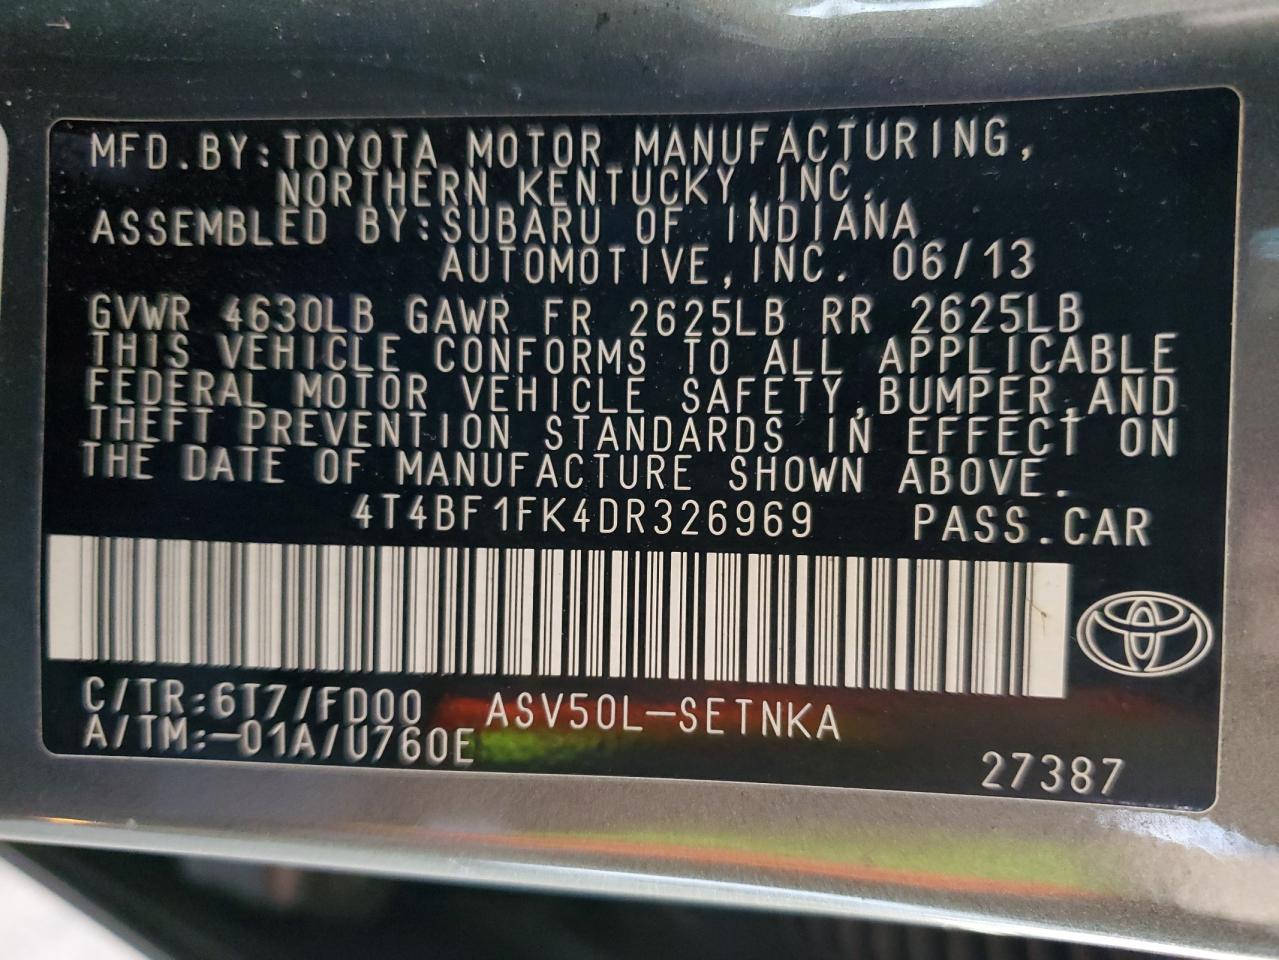 MFD.BY:TOYOTA MOTOR MANUFACTURING,
NORTHERN KENTUCKY,INC.
ASSEMBLED BY:SUBARU OF INDIANA
AUTOMOTIVE,INC. 06/13
GVWR 4630LB GAWR FR 2625LB RR 2625LB
THIS VEHICLE CONFORMS TO ALL APPLICABLE
FEDERAL MOTOR VEHICLE SAFETY,BUMPER,AND
THEFT PREVENTION STANDARDS IN EFFECT ON
THE DATE OF MANUFACTURE SHOWN ABOVE.
4T4BF1FK4DR326969 PASS.CAR
C/TR:6T7/FD00 ASV50L-SETNKA
A/TM:-01A/U760E
27387